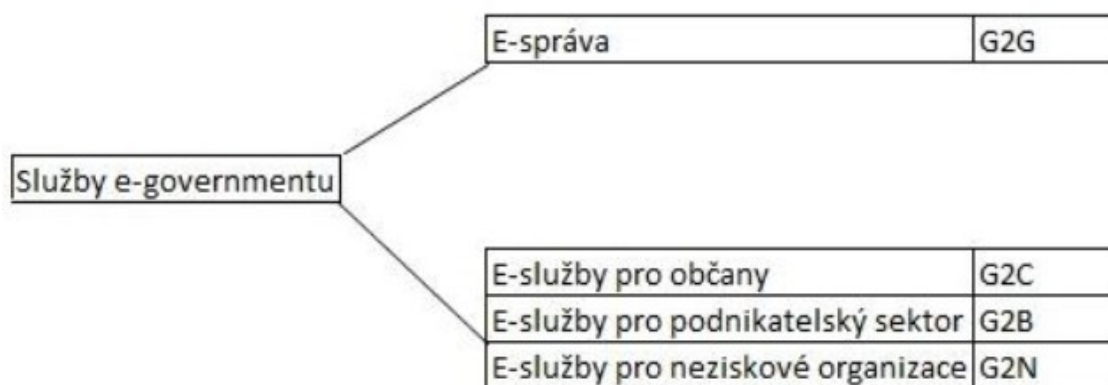 E-správa G2G
Služby e-governmentu
E-služby pro občany G2C
E-služby pro podnikatelský sektor G2B
E-služby pro neziskové organizace G2N